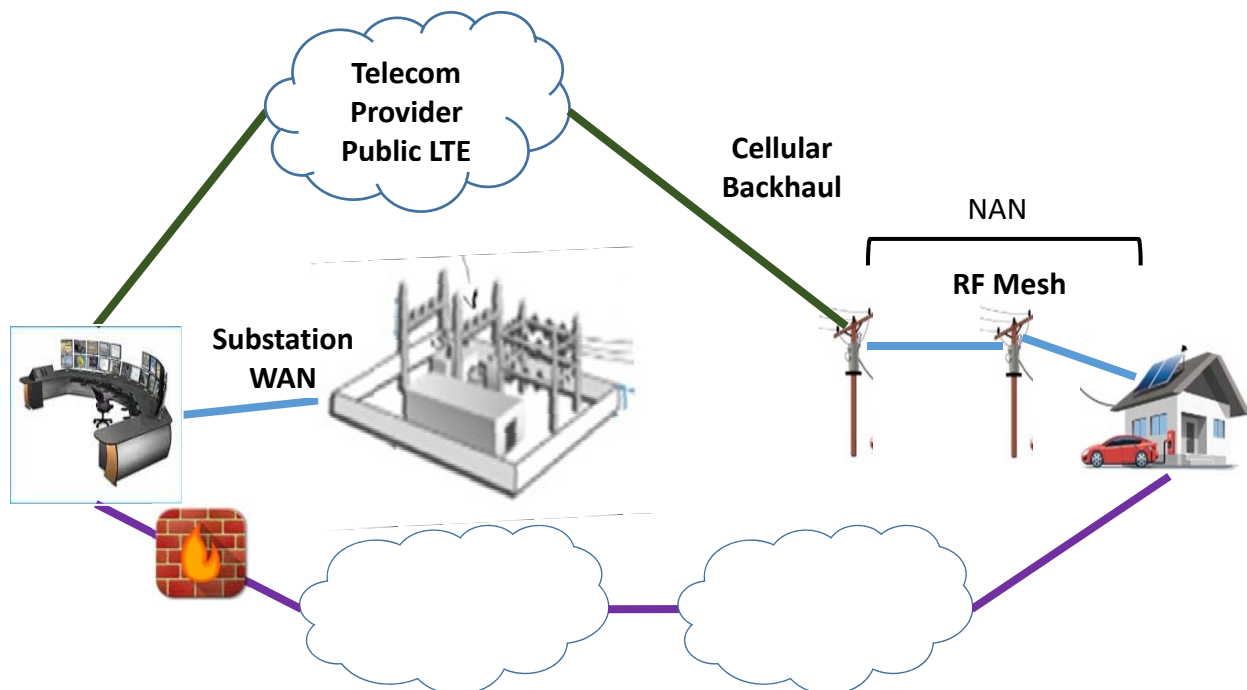 Telecom
Provider
Public LTE
Cellular
Backhaul
NAN
RF Mesh
Substation
WAN